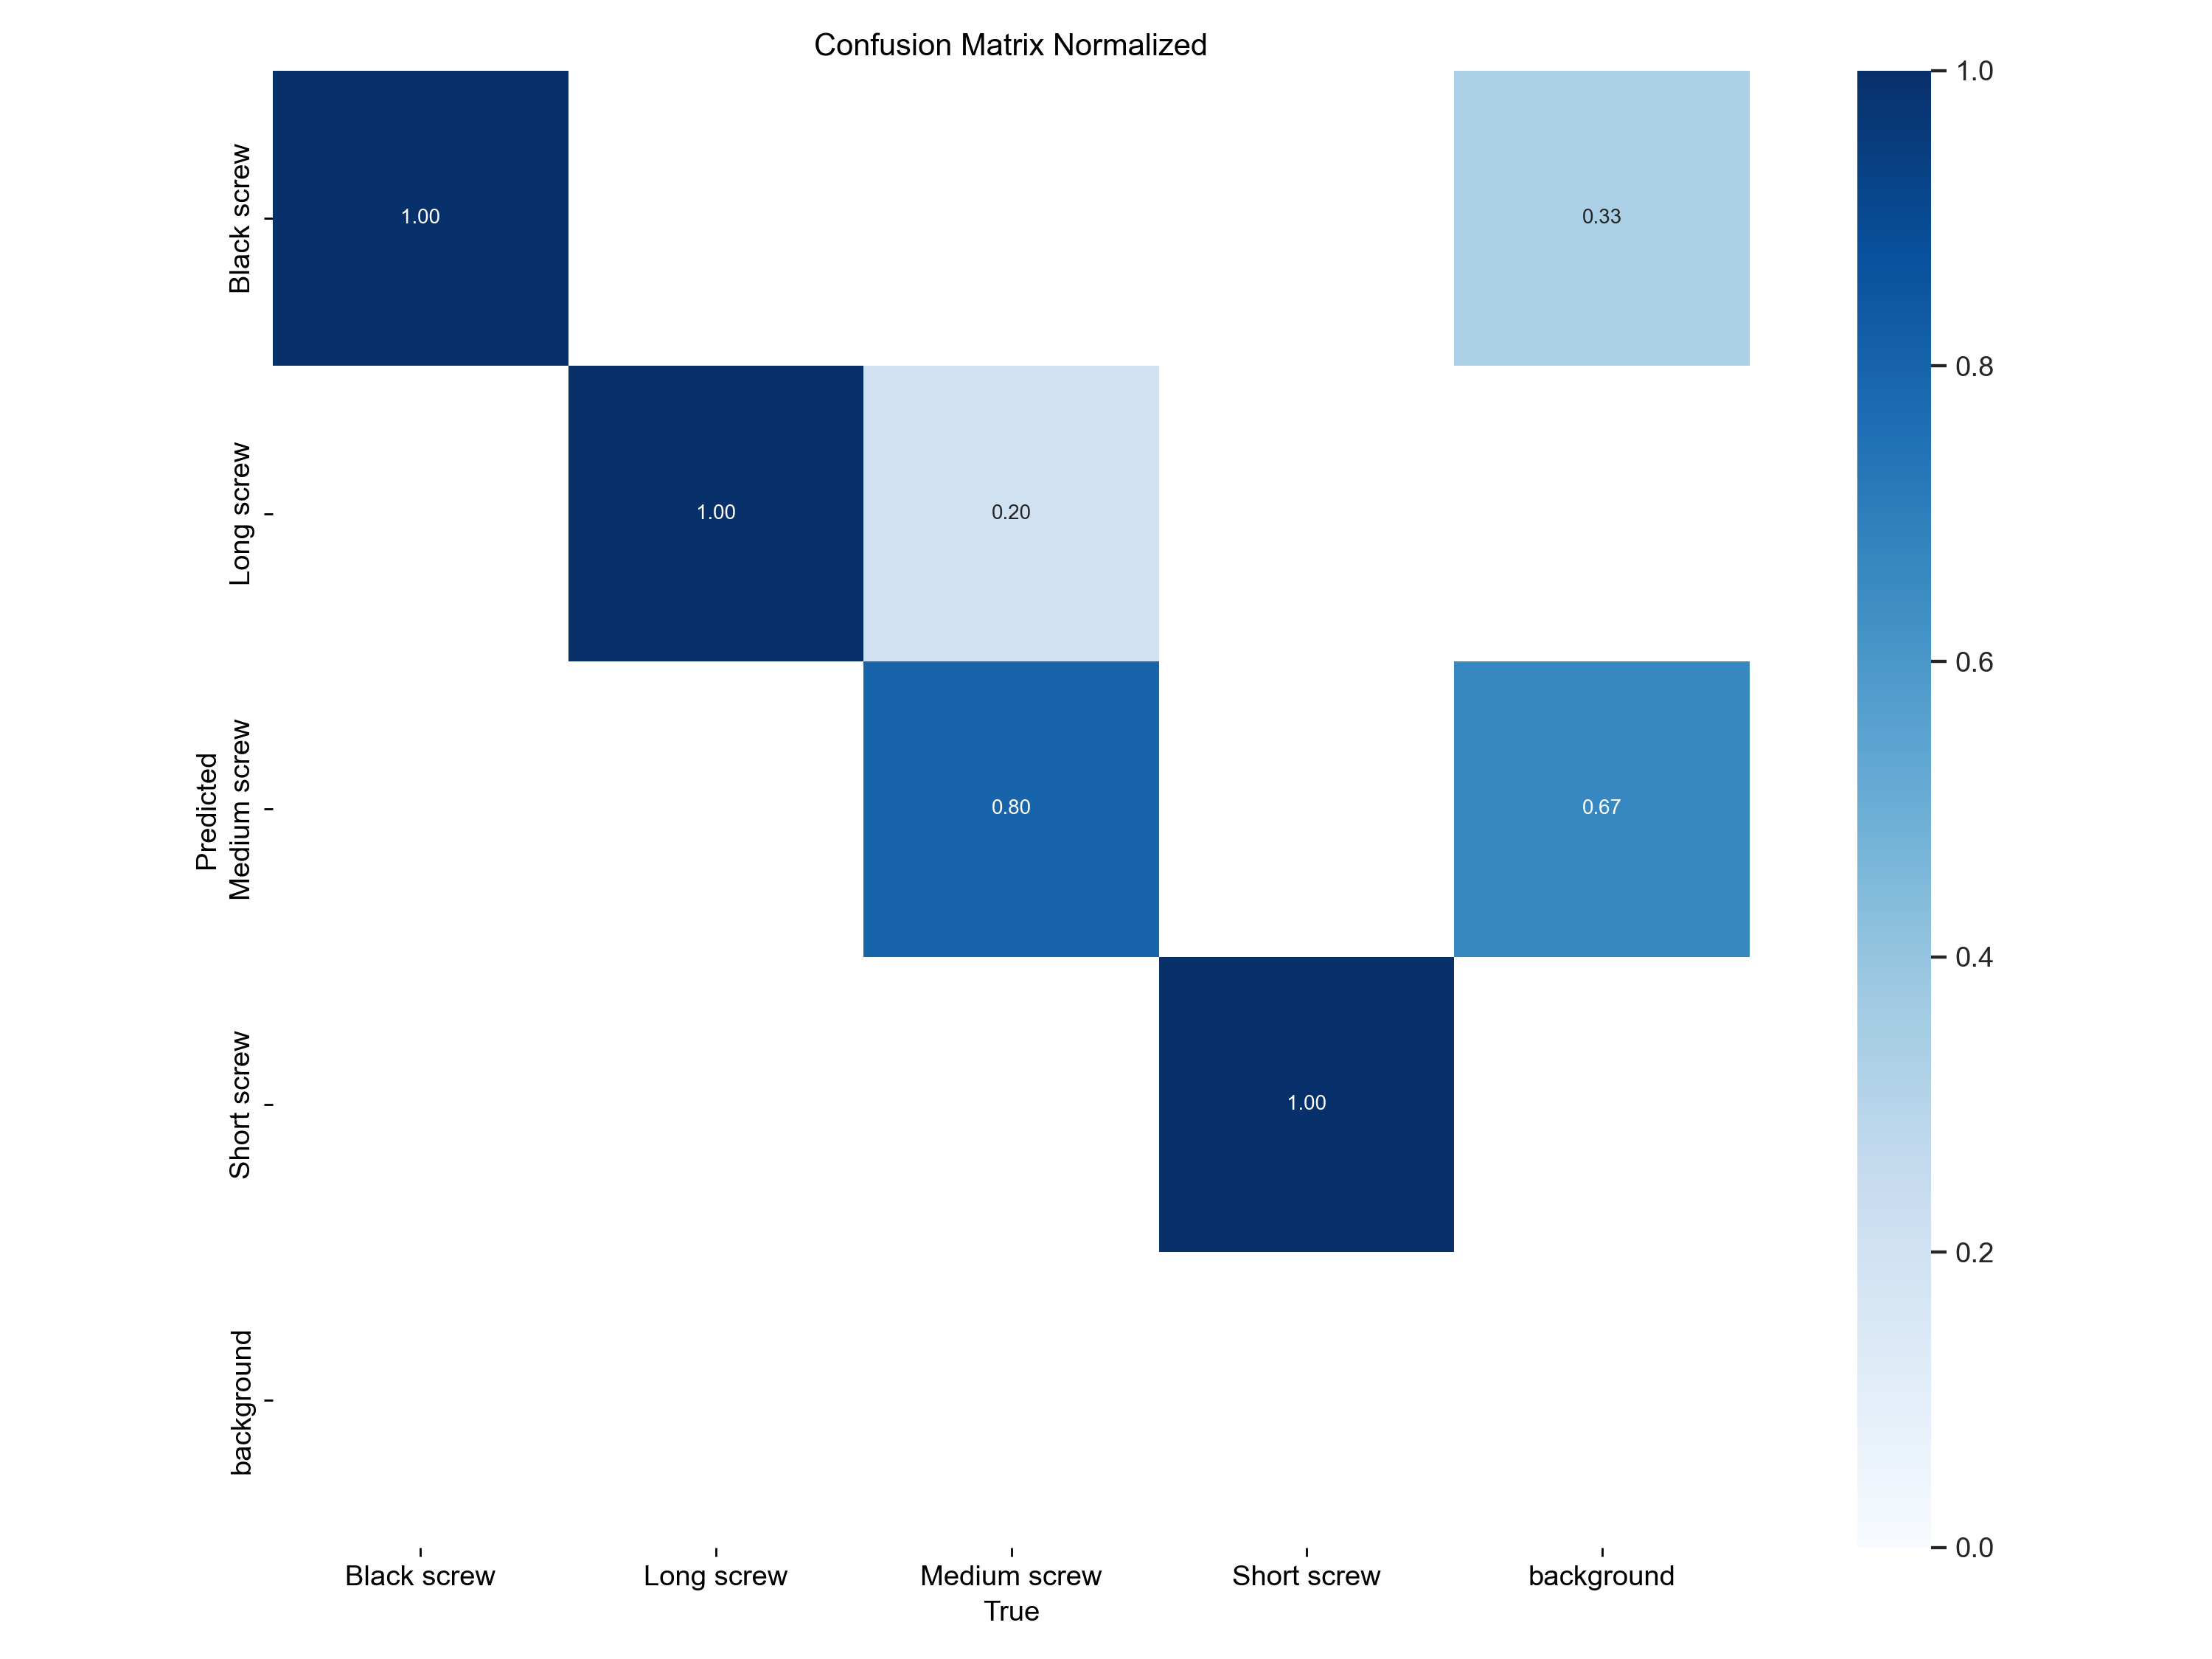 Confusion Matrix Normalized
Predicted
Black screw
Long screw
Medium screw
Short screw
background
1.00
0.33
1.00
0.20
0.80
0.67
1.00
Black screw
Long screw
Medium screw
Short screw
background
True
1.0
0.8
0.6
0.4
0.2
0.0